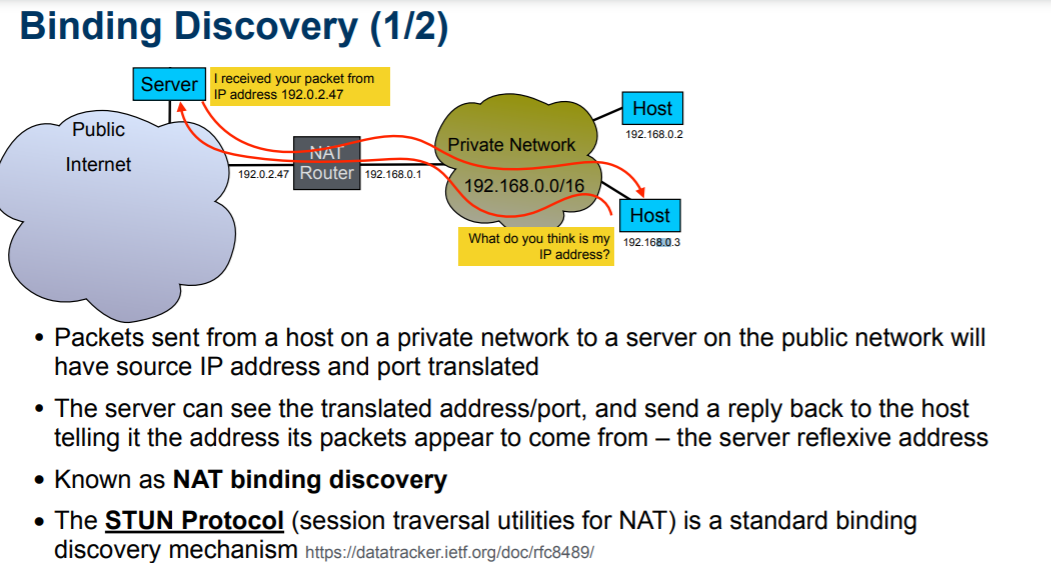 Binding Discovery (1/2)
Server
I received your packet from
IP address 192.0.2.47
Public
Internet
192.0.2.47
NAT
Router
192.168.0.1
Private Network
192.168.0.0/16
Host
192.168.0.2
Host
192.168.0.3
What do you think is my
IP address?
• Packets sent from a host on a private network to a server on the public network will
have source IP address and port translated
• The server can see the translated address/port, and send a reply back to the host
telling it the address its packets appear to come from – the server reflexive address
• Known as NAT binding discovery
• The STUN Protocol (session traversal utilities for NAT) is a standard binding
discovery mechanism https://datatracker.ietf.org/doc/rfc8489/